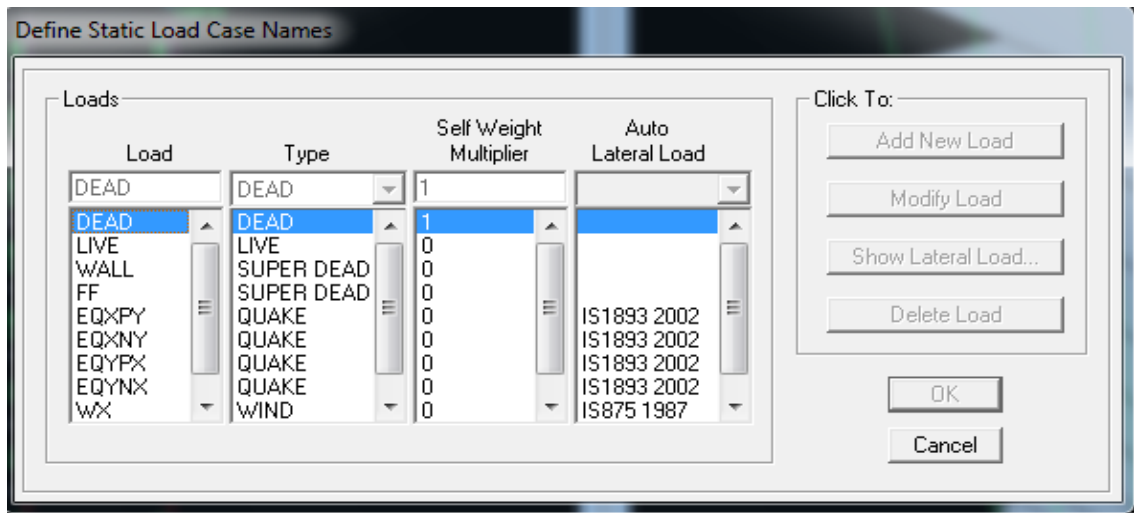 Define Static Load Case Names
Loads
Click To:
Load Type Self Weight Multiplier Auto Lateral Load
DEAD DEAD 1
DEAD DEAD 1
LIVE LIVE 0
WALL SUPER DEAD 0
FF SUPER DEAD 0
EQXPY QUAKE 0 IS1893 2002
EQXNY QUAKE 0 IS1893 2002
EQYPX QUAKE 0 IS1893 2002
EQYNX QUAKE 0 IS1893 2002
WX WIND 0 IS875 1987
Add New Load
Modify Load
Show Lateral Load...
Delete Load
OK
Cancel